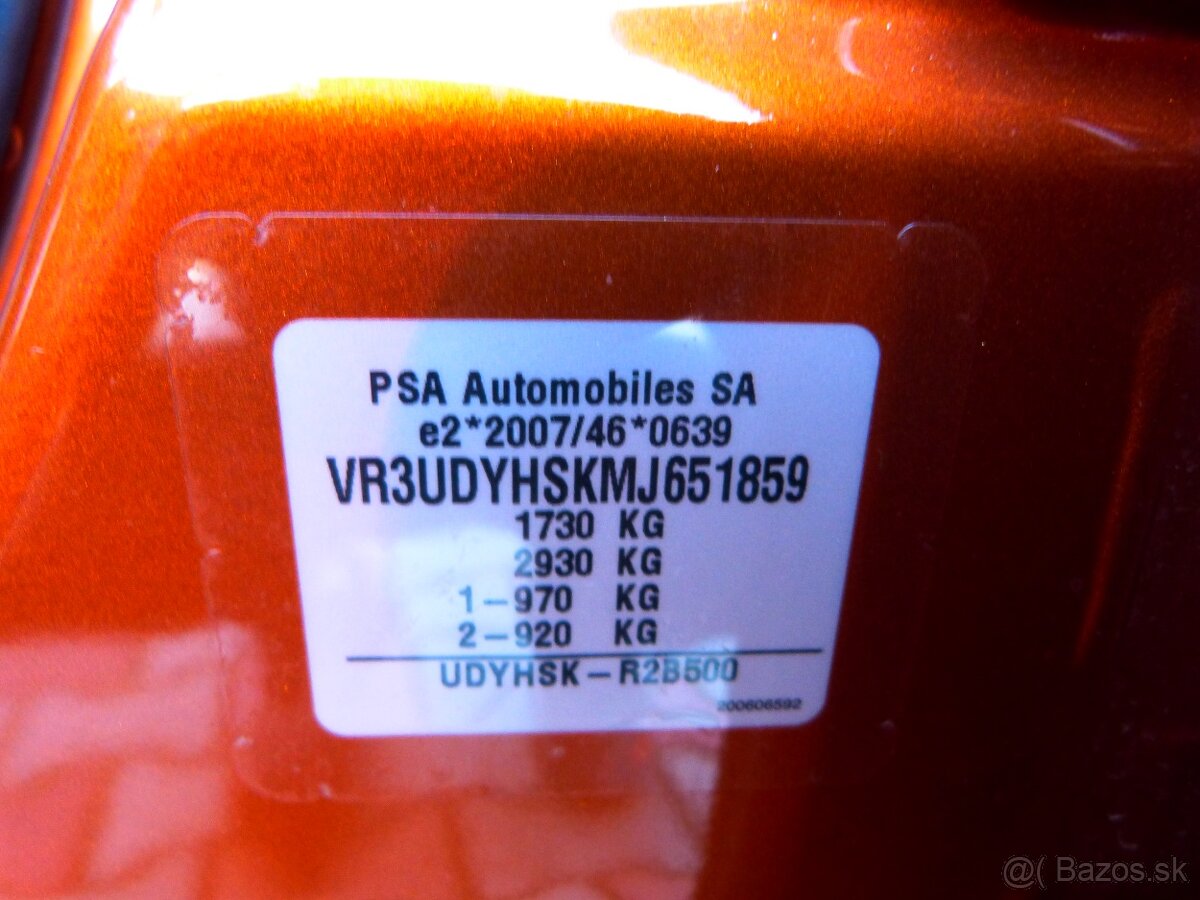 PSA Automobiles SA
e2*2007/46*0639
VR3UDYHSKMJ651859
1730 KG
2930 KG
1-970 KG
2-920 KG
UDYHSK-R2B500
200606592
@( Bazos.sk